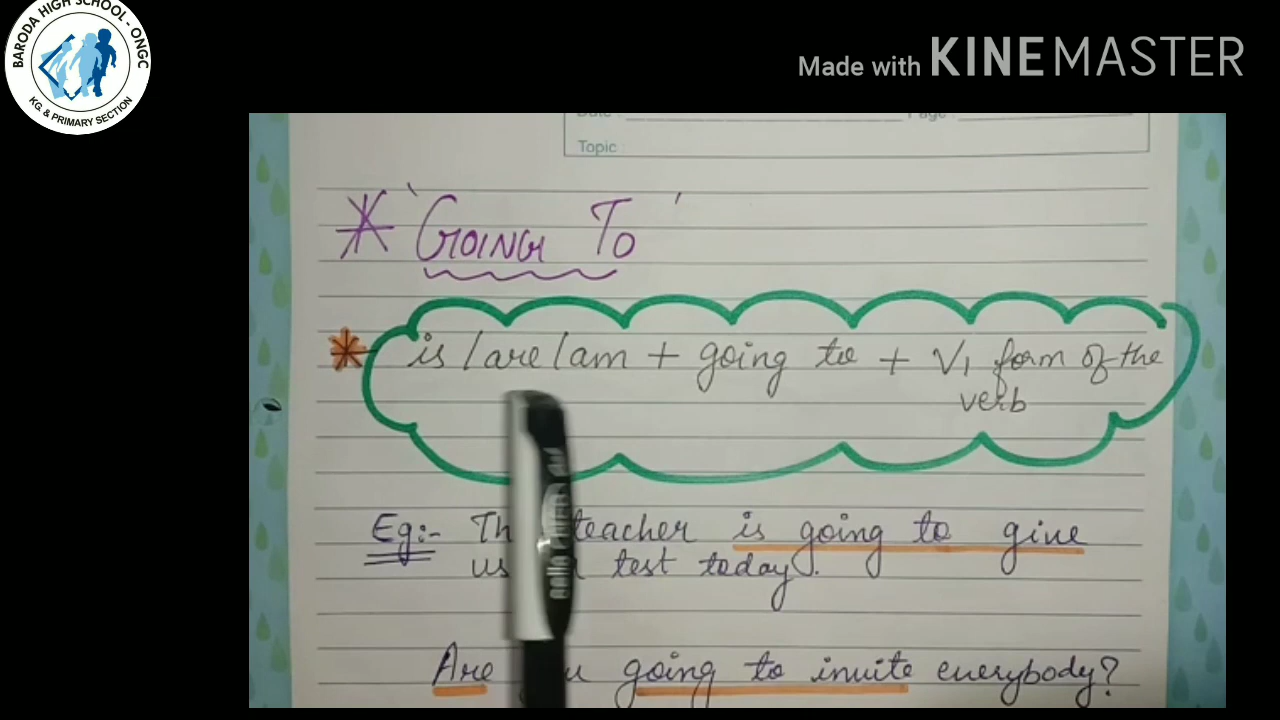 BARODA HIGH SCHOOL - ONGC
KG. & PRIMARY SECTION
Made with KINEMASTER
Topic :
* 'GOING To'
* is / are / am + going to + V1 form of the
verb
Eg:- teacher is going to give
us test today.
Are going to invite everybody?